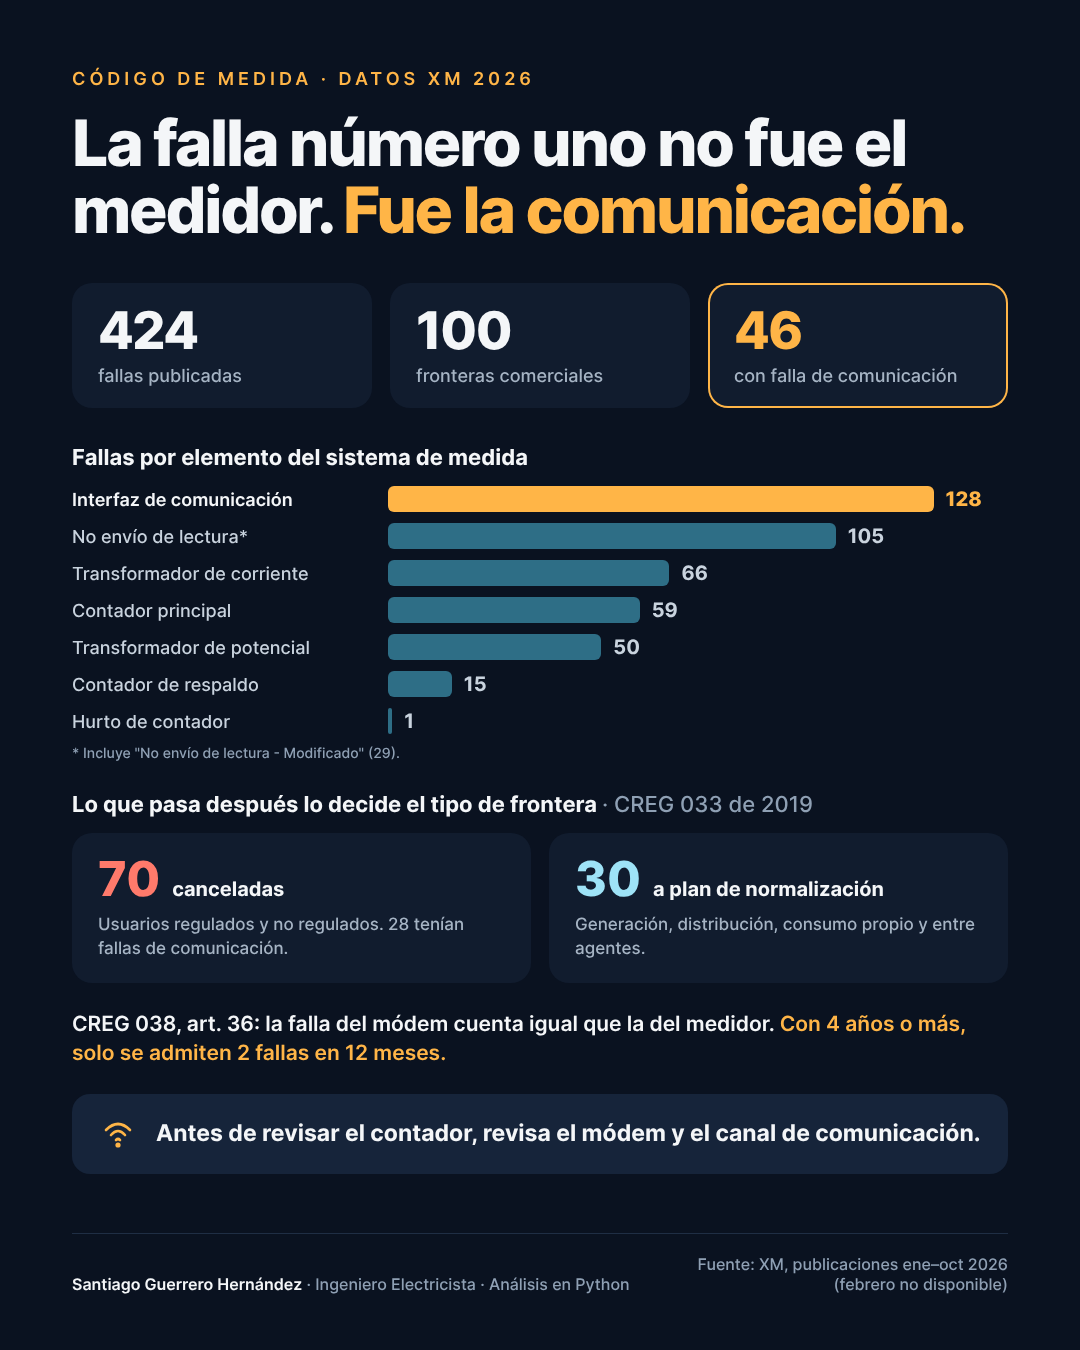 CÓDIGO DE MEDIDA · DATOS XM 2026
La falla número uno no fue el
medidor. Fue la comunicación.
424
fallas publicadas
100
fronteras comerciales
46
con falla de comunicación
Fallas por elemento del sistema de medida
Interfaz de comunicación 128
No envío de lectura* 105
Transformador de corriente 66
Contador principal 59
Transformador de potencial 50
Contador de respaldo 15
Hurto de contador 1
* Incluye "No envío de lectura - Modificado" (29).
Lo que pasa después lo decide el tipo de frontera · CREG 033 de 2019
70 canceladas
Usuarios regulados y no regulados. 28 tenían
fallas de comunicación.
30 a plan de normalización
Generación, distribución, consumo propio y entre
agentes.
CREG 038, art. 36: la falla del módem cuenta igual que la del medidor. Con 4 años o más,
solo se admiten 2 fallas en 12 meses.
Antes de revisar el contador, revisa el módem y el canal de comunicación.
Santiago Guerrero Hernández · Ingeniero Electricista · Análisis en Python
Fuente: XM, publicaciones ene–oct 2026
(febrero no disponible)